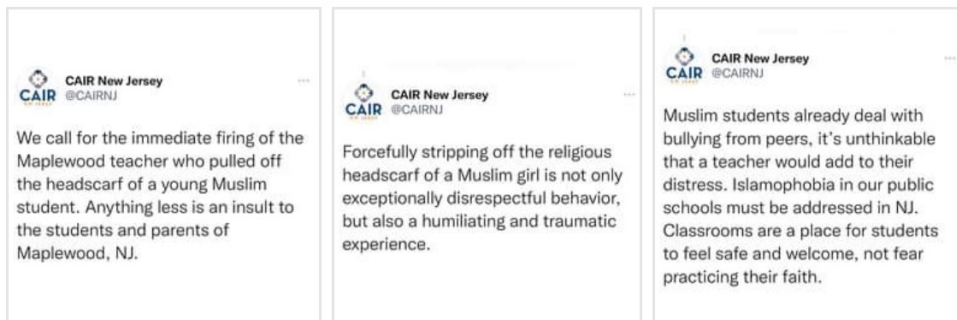 CAIR New Jersey
@CAIRNJ
We call for the immediate firing of the
Maplewood teacher who pulled off
the headscarf of a young Muslim
student. Anything less is an insult to
the students and parents of
Maplewood, NJ.
CAIR New Jersey
@CAIRNJ
Forcefully stripping off the religious
headscarf of a Muslim girl is not only
exceptionally disrespectful behavior,
but also a humiliating and traumatic
experience.
CAIR New Jersey
@CAIRNJ
Muslim students already deal with
bullying from peers, it's unthinkable
that a teacher would add to their
distress. Islamophobia in our public
schools must be addressed in NJ.
Classrooms are a place for students
to feel safe and welcome, not fear
practicing their faith.
CAIR
CAIR
CAIR